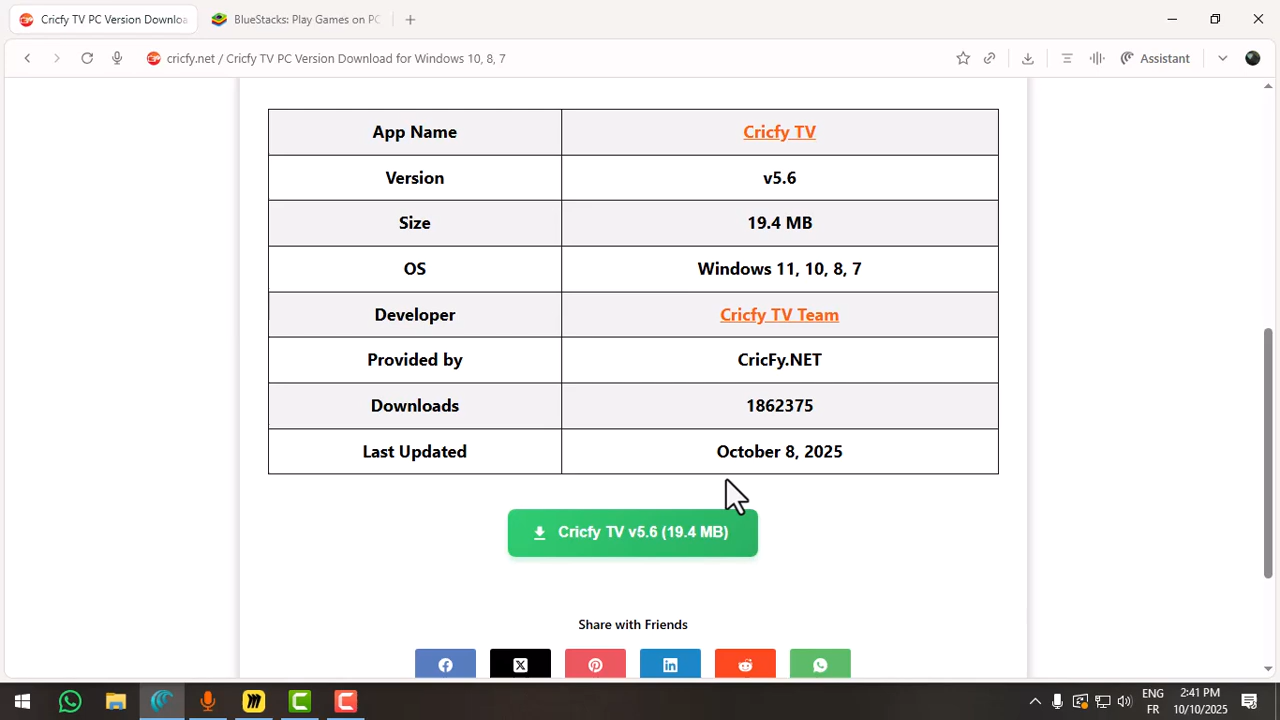 Cricfy TV PC Version Downloa
BlueStacks: Play Games on PC
cricfy.net / Cricfy TV PC Version Download for Windows 10, 8, 7
Assistant
App Name Cricfy TV
Version v5.6
Size 19.4 MB
OS Windows 11, 10, 8, 7
Developer Cricfy TV Team
Provided by CricFy.NET
Downloads 1862375
Last Updated October 8, 2025
Cricfy TV v5.6 (19.4 MB)
Share with Friends
ENG
FR
2:41 PM
10/10/2025